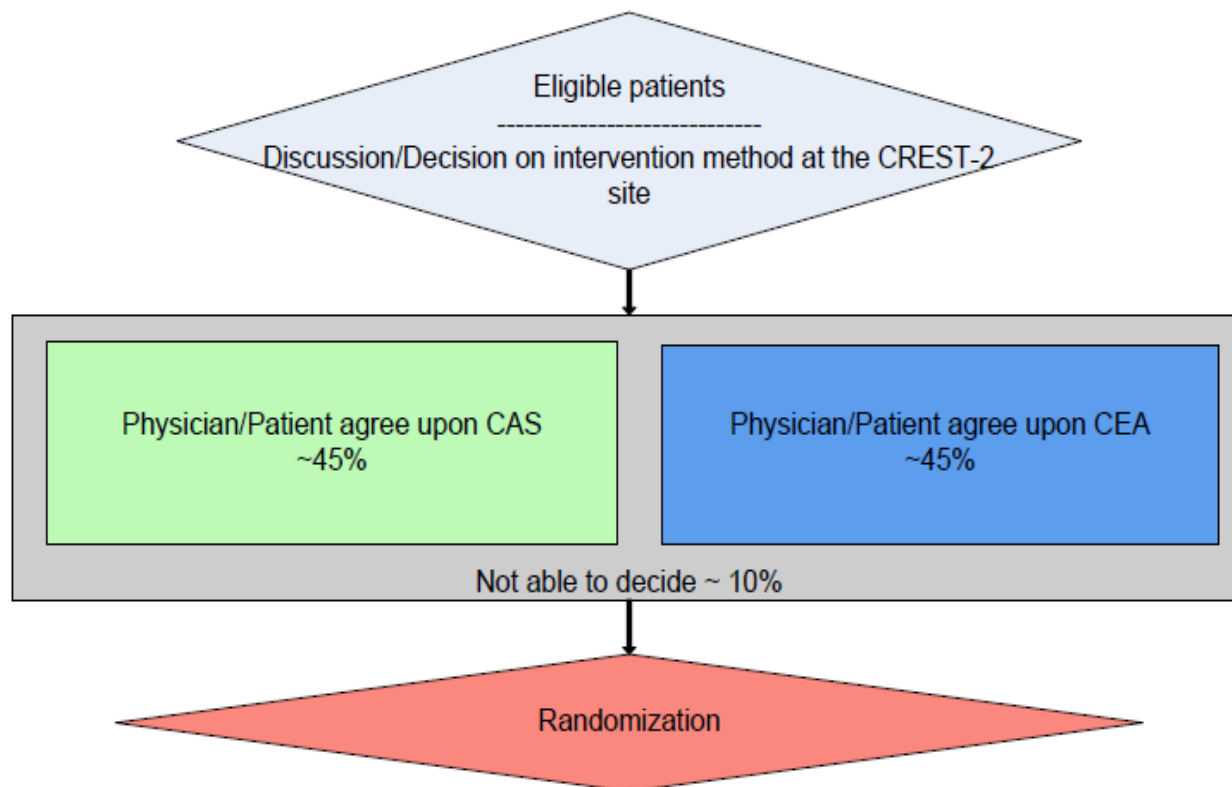 Eligible patients
-----------------------------
Discussion/Decision on intervention method at the CREST-2
site
Physician/Patient agree upon CAS
~45%
Physician/Patient agree upon CEA
~45%
Not able to decide ~ 10%
Randomization